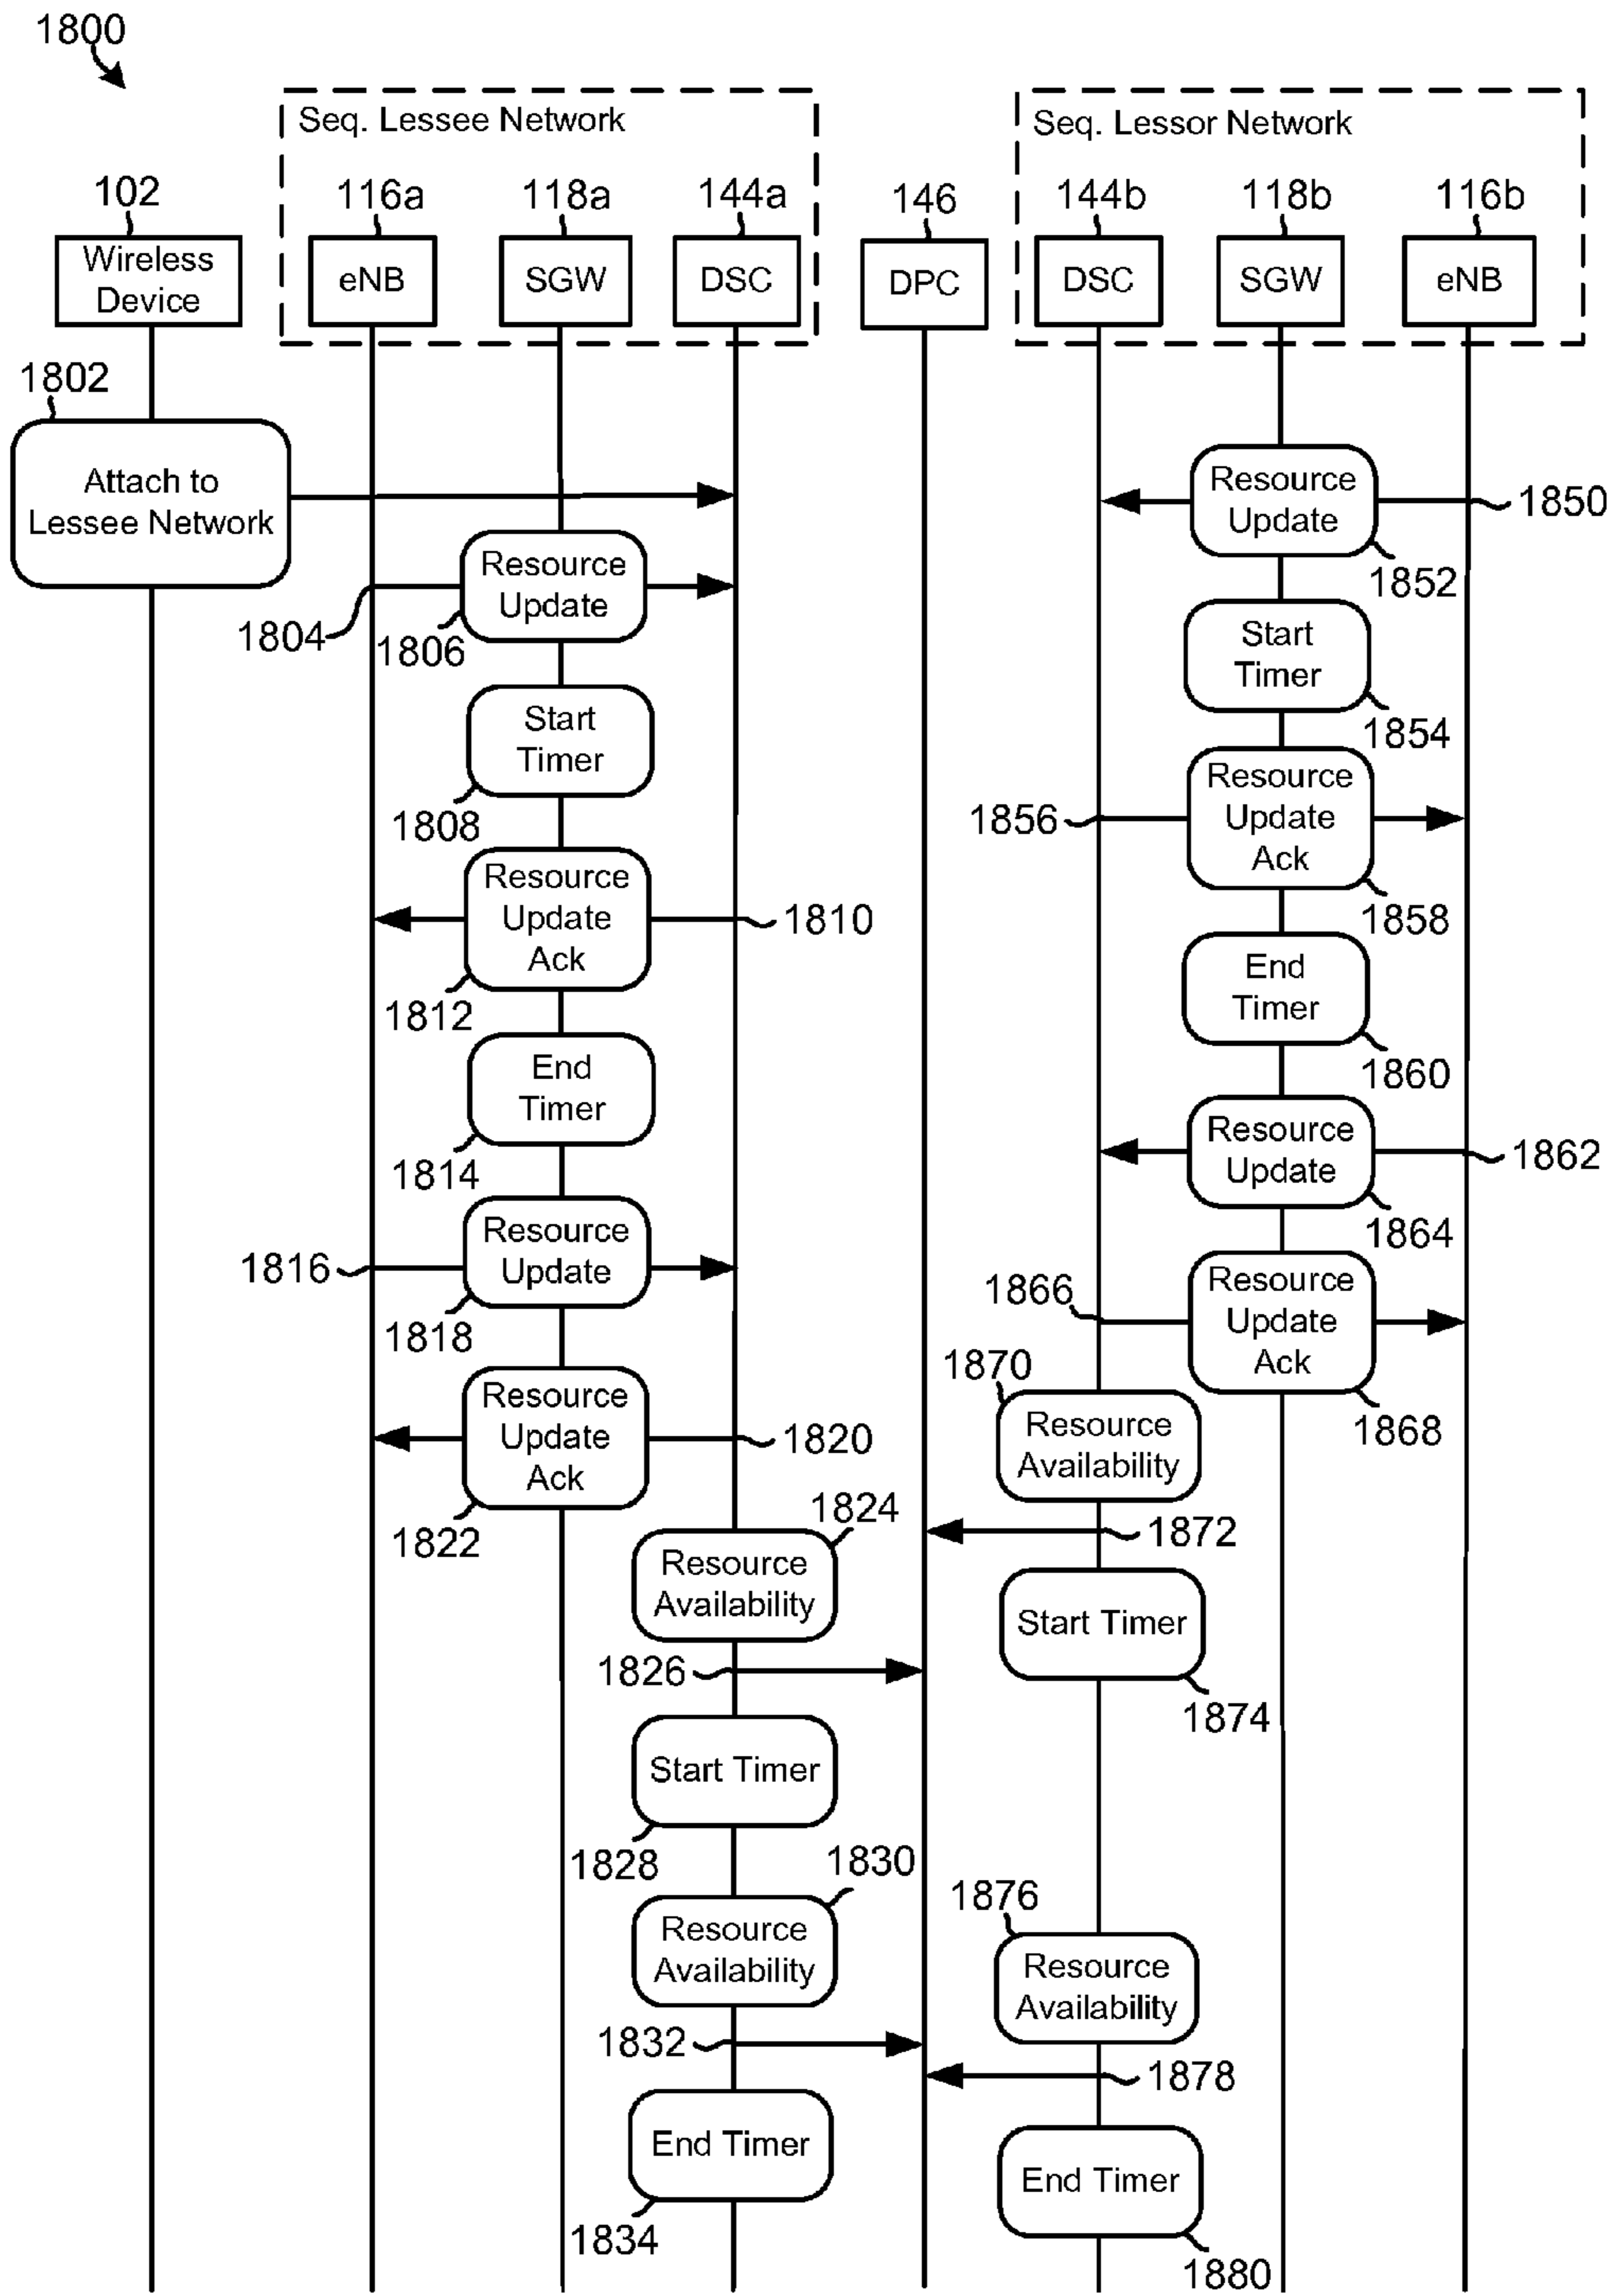 1800
Seq. Lessee Network
Seq. Lessor Network
102
116a
118a
144a
146
144b
118b
116b
Wireless
Device
eNB
SGW
DSC
DPC
DSC
SGW
eNB
1802
Attach to
Lessee Network
Resource
Update
1850
1852
Resource
Update
1804
1806
Start
Timer
1854
Start
Timer
1808
Resource
Update
Ack
1856
1858
Resource
Update
Ack
1810
1812
End
Timer
1860
End
Timer
1814
Resource
Update
1862
1864
Resource
Update
1816
1818
Resource
Update
Ack
1866
1868
Resource
Update
Ack
1820
1822
1870
Resource
Availability
1872
1824
Resource
Availability
1826
Start Timer
1874
Start Timer
1828
1830
Resource
Availability
1832
1876
Resource
Availability
1878
End Timer
1834
End Timer
1880